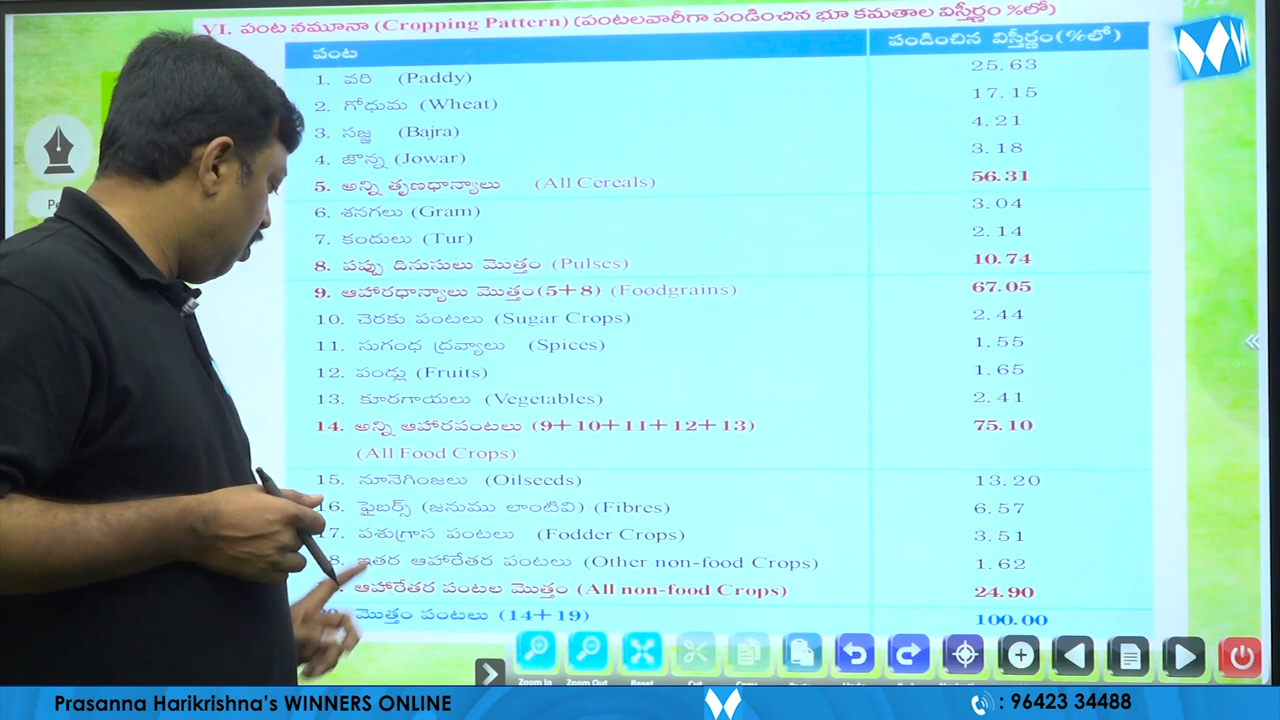 VI. పంట నమూనా (Cropping Pattern) (పంటలవారీగా పండించిన భూ కమతాల విస్తీర్ణం %లో)
పంట పండించిన విస్తీర్ణం(%లో)
1. వరి (Paddy) 25.63
2. గోధుమ (Wheat) 17.15
3. సజ్జ (Bajra) 4.21
4. జొన్న (Jowar) 3.18
5. అన్ని తృణధాన్యాలు (All Cereals) 56.31
6. శనగలు (Gram) 3.04
7. కందులు (Tur) 2.14
8. పప్పు దినుసులు మొత్తం (Pulses) 10.74
9. ఆహారధాన్యాలు మొత్తం(5+8) (Foodgrains) 67.05
10. చెరకు పంటలు (Sugar Crops) 2.44
11. సుగంధ ద్రవ్యాలు (Spices) 1.55
12. పండ్లు (Fruits) 1.65
13. కూరగాయలు (Vegetables) 2.41
14. అన్ని ఆహారపంటలు (9+10+11+12+13) 75.10
(All Food Crops)
15. నూనెగింజలు (Oilseeds) 13.20
16. ఫైబర్స్ (జనుము లాంటివి) (Fibres) 6.57
17. పశుగ్రాస పంటలు (Fodder Crops) 3.51
8. ఇతర ఆహారేతర పంటలు (Other non-food Crops) 1.62
ఆహారేతర పంటల మొత్తం (All non-food Crops) 24.90
మొత్తం పంటలు (14+19) 100.00
Zoom In Zoom Out Reset Cut
Prasanna Harikrishna's WINNERS ONLINE : 96423 34488